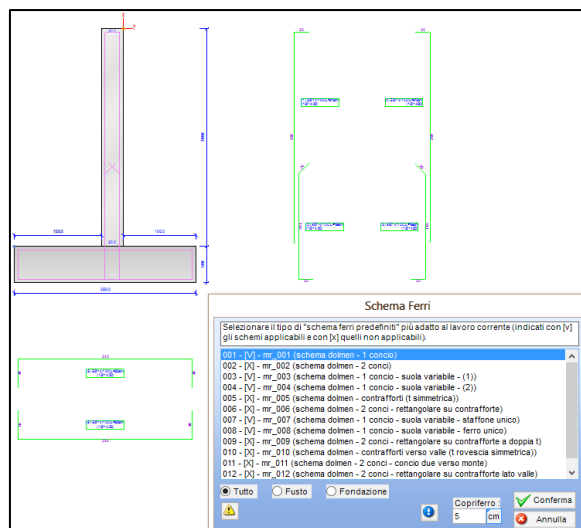 Schema Ferri
Selezionare il tipo di "schema ferri predefiniti" più adatto al lavoro corrente (indicati con [v]
gli schemi applicabili e con [x] quelli non applicabili).
001 - [V] - mr_001 (schema dolmen - 1 concio)
002 - [X] - mr_002 (schema dolmen - 2 conci)
003 - [V] - mr_003 (schema dolmen - 1 concio - suola variabile - (1))
004 - [V] - mr_004 (schema dolmen - 1 concio - suola variabile - (2))
005 - [X] - mr_005 (schema dolmen - contrafforti (t simmetrica))
006 - [X] - mr_006 (schema dolmen - 2 conci - rettangolare su contrafforte)
007 - [V] - mr_007 (schema dolmen - 1 concio - suola variabile - staffone unico)
008 - [V] - mr_008 (schema dolmen - 1 concio - suola variabile - ferro unico)
009 - [X] - mr_009 (schema dolmen - 2 conci - rettangolare su contrafforte a doppia t)
010 - [X] - mr_010 (schema dolmen - contrafforti verso valle (t rovescia simmetrica))
011 - [X] - mr_011 (schema dolmen - 2 conci - concio due verso monte)
012 - [X] - mr_012 (schema dolmen - 2 conci - rettangolare su contrafforte lato valle)
Tutto Fusto Fondazione
Copriferro :
5 cm
Conferma
Annulla